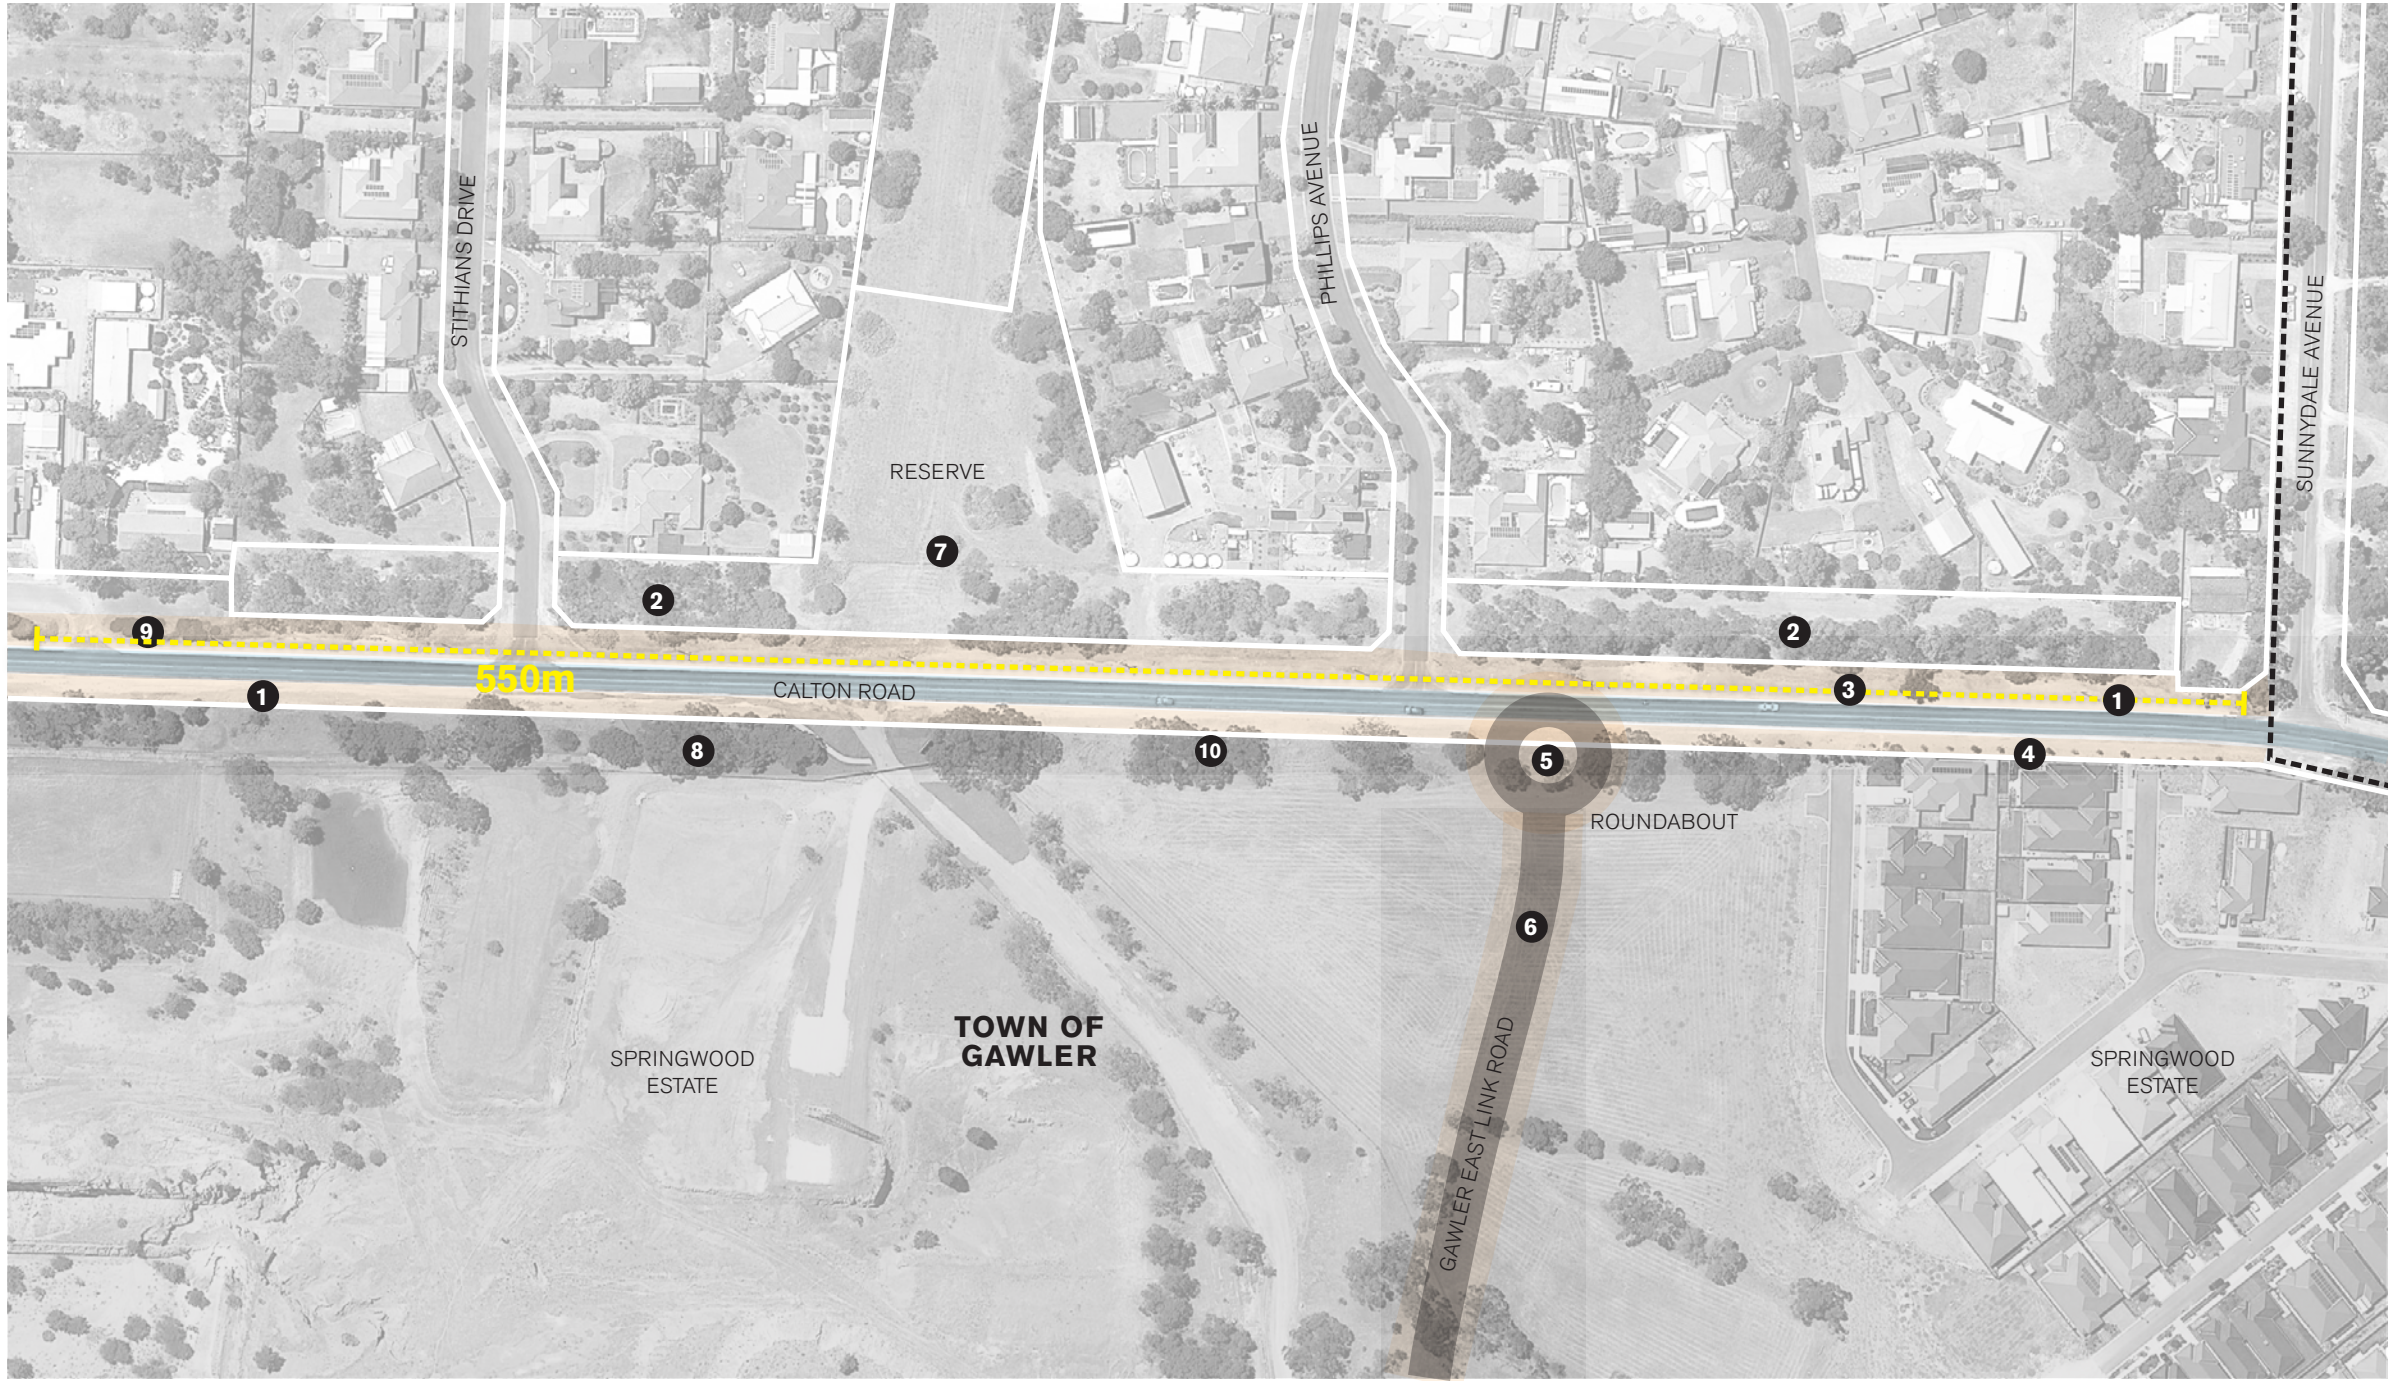 STITHIANS DRIVE
PHILLIPS AVENUE
SUNNYDALE AVENUE
RESERVE
7
2
2
9
550m
1
CALTON ROAD
3
1
8
10
5
4
ROUNDABOUT
6
TOWN OF
GAWLER
SPRINGWOOD
ESTATE
GAWLER EAST LINK ROAD
SPRINGWOOD
ESTATE